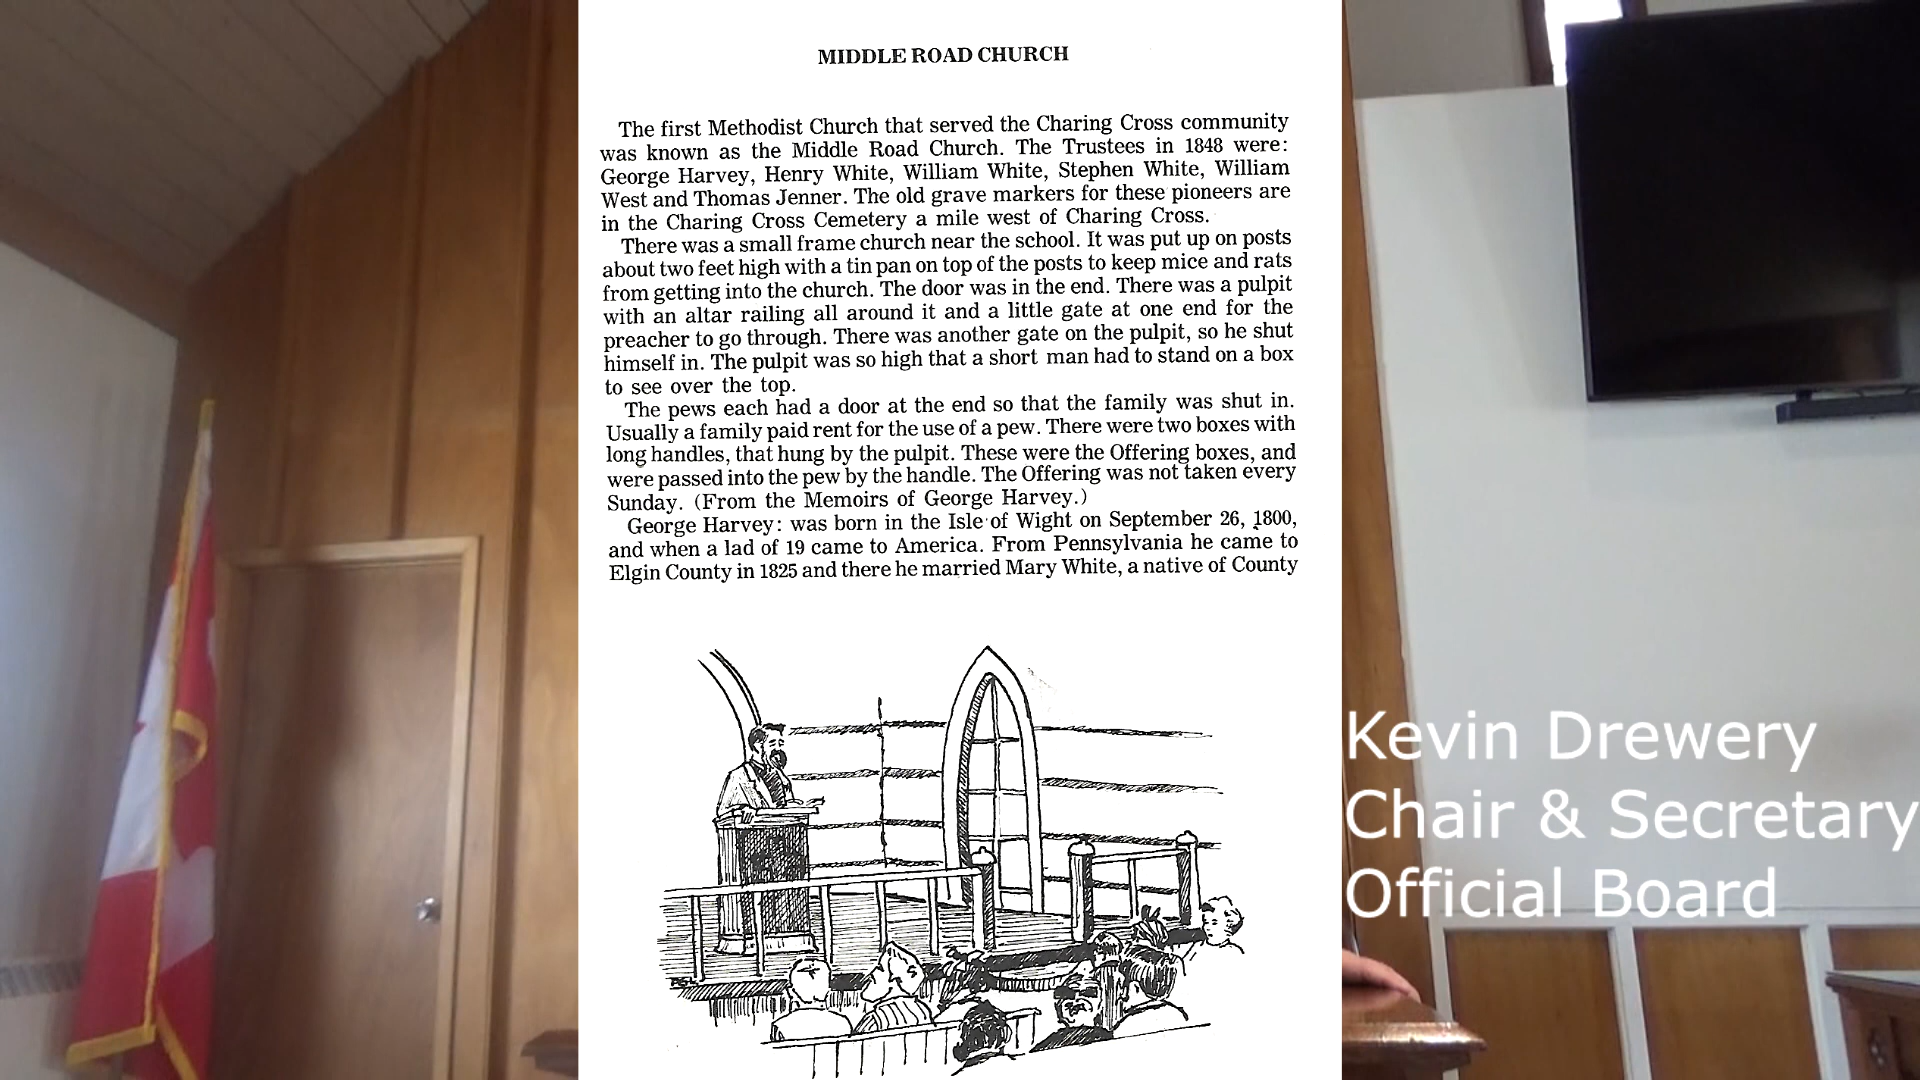 MIDDLE ROAD CHURCH
The first Methodist Church that served the Charing Cross community
was known as the Middle Road Church. The Trustees in 1848 were:
George Harvey, Henry White, William White, Stephen White, William
West and Thomas Jenner. The old grave markers for these pioneers are
in the Charing Cross Cemetery a mile west of Charing Cross.
There was a small frame church near the school. It was put up on posts
about two feet high with a tin pan on top of the posts to keep mice and rats
from getting into the church. The door was in the end. There was a pulpit
with an altar railing all around it and a little gate at one end for the
preacher to go through. There was another gate on the pulpit, so he shut
himself in. The pulpit was so high that a short man had to stand on a box
to see over the top.
The pews each had a door at the end so that the family was shut in.
Usually a family paid rent for the use of a pew. There were two boxes with
long handles, that hung by the pulpit. These were the Offering boxes, and
were passed into the pew by the handle. The Offering was not taken every
Sunday. (From the Memoirs of George Harvey.)
George Harvey: was born in the Isle of Wight on September 26, 1800,
and when a lad of 19 came to America. From Pennsylvania he came to
Elgin County in 1825 and there he married Mary White, a native of County
Kevin Drewery
Chair & Secretary
Official Board